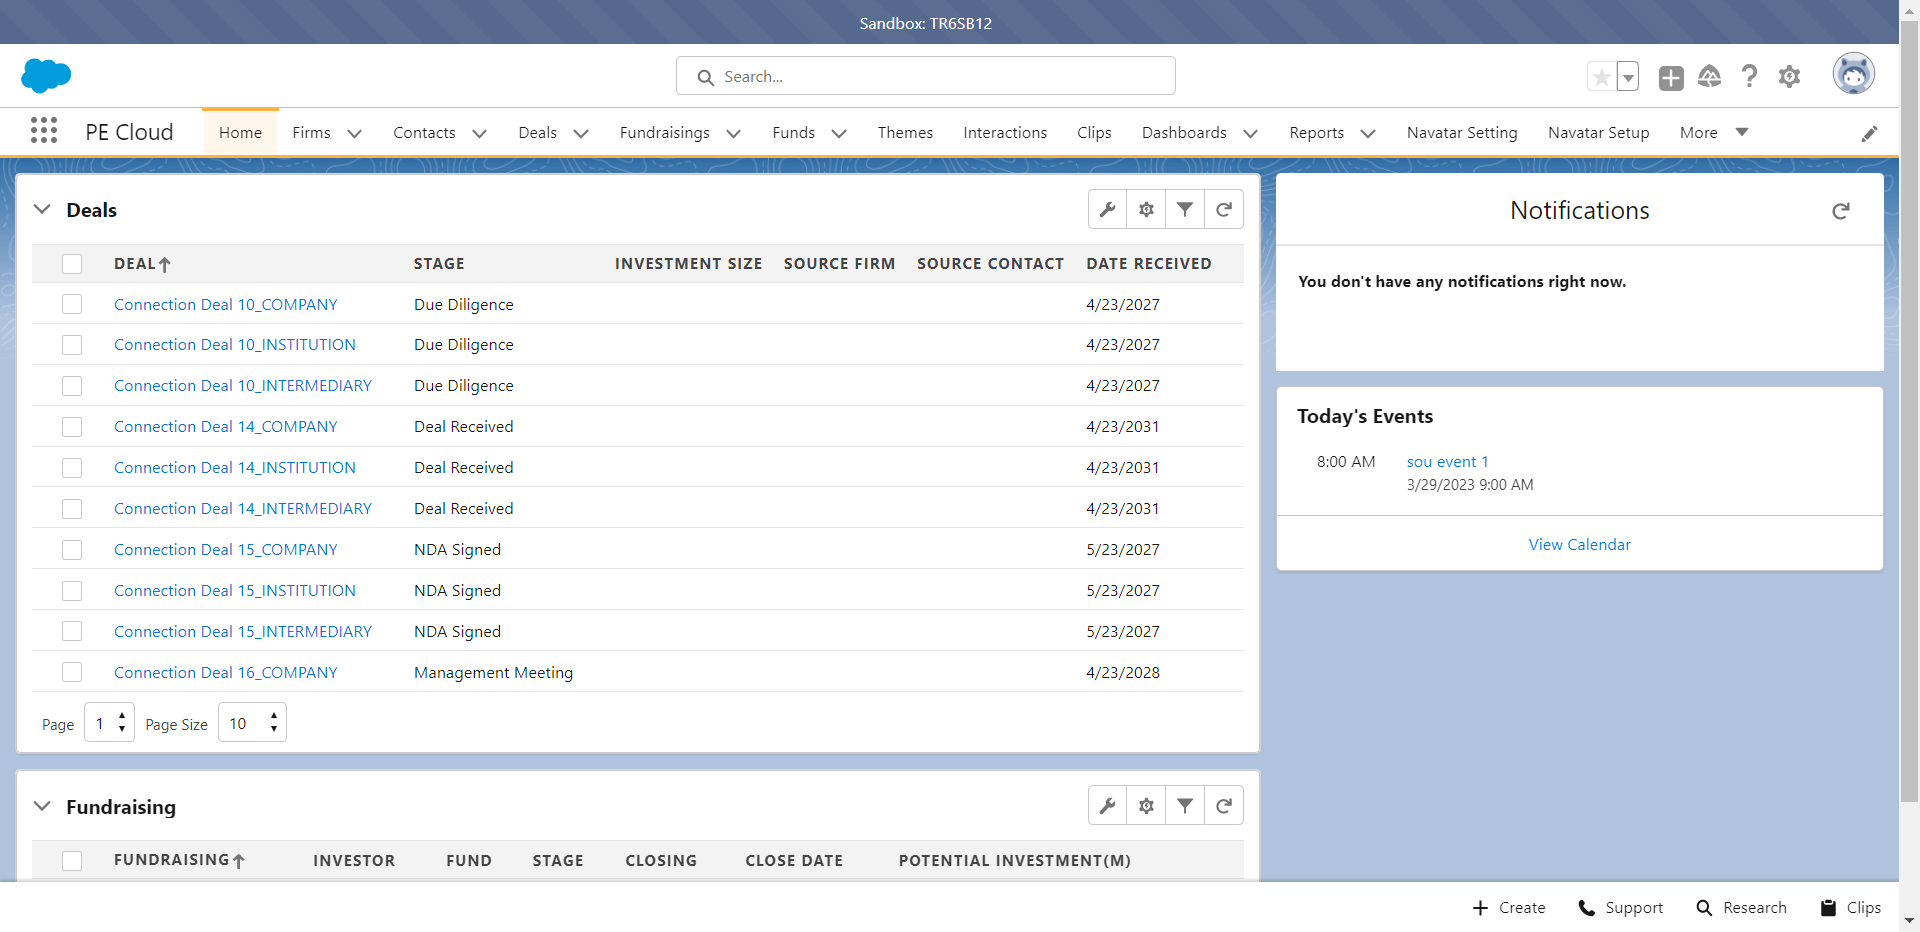 Sandbox: TR6SB12
Search...
PE Cloud Home Firms Contacts Deals Fundraisings Funds Themes Interactions Clips Dashboards Reports Navatar Setting Navatar Setup More
Deals
DEAL STAGE INVESTMENT SIZE SOURCE FIRM SOURCE CONTACT DATE RECEIVED
Connection Deal 10_COMPANY Due Diligence 4/23/2027
Connection Deal 10_INSTITUTION Due Diligence 4/23/2027
Connection Deal 10_INTERMEDIARY Due Diligence 4/23/2027
Connection Deal 14_COMPANY Deal Received 4/23/2031
Connection Deal 14_INSTITUTION Deal Received 4/23/2031
Connection Deal 14_INTERMEDIARY Deal Received 4/23/2031
Connection Deal 15_COMPANY NDA Signed 5/23/2027
Connection Deal 15_INSTITUTION NDA Signed 5/23/2027
Connection Deal 15_INTERMEDIARY NDA Signed 5/23/2027
Connection Deal 16_COMPANY Management Meeting 4/23/2028
Page 1 Page Size 10
Fundraising
FUNDRAISING INVESTOR FUND STAGE CLOSING CLOSE DATE POTENTIAL INVESTMENT(M)
Notifications
You don't have any notifications right now.
Today's Events
8:00 AM sou event 1
3/29/2023 9:00 AM
View Calendar
Create Support Research Clips